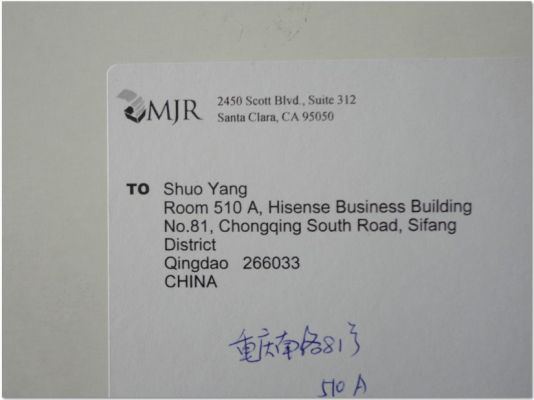 MJR
2450 Scott Blvd., Suite 312
Santa Clara, CA 95050
TO Shuo Yang
Room 510 A, Hisense Business Building
No.81, Chongqing South Road, Sifang
District
Qingdao 266033
CHINA
重庆南路81号
510 A